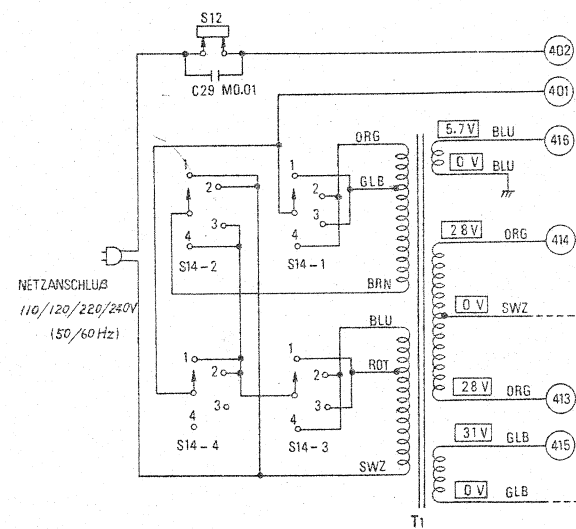 S12
402
C29 M0.01
401
ORG
5.7V BLU
416
1
2
3
4
S14-2
1
2
3
4
S14-1
GLB
0 V BLU
28V ORG
414
NETZANSCHLUß
110/120/220/240V
(50/60Hz)
BRN
0 V SWZ
BLU
1
2
3
4
S14-4
1
2
3
4
S14-3
ROT
28V ORG
413
31V GLB
415
SWZ
0 V GLB
T1